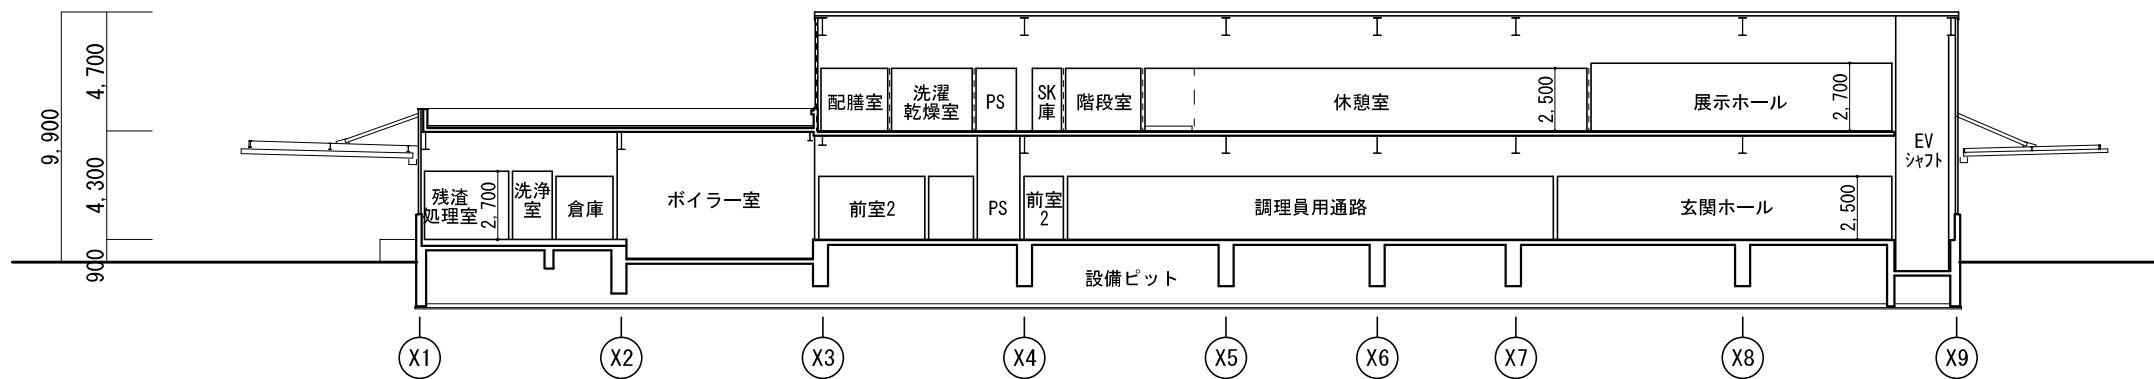 9,900
4,700
4,300
900
配膳室
洗濯
乾燥室
PS
SK
庫
階段室
休憩室
2,500
展示ホール
2,700
EV
シャフト
残渣
処理室
2,700
洗浄
室
倉庫
ボイラー室
前室2
PS
前室
2
調理員用通路
玄関ホール
2,500
設備ピット
X1
X2
X3
X4
X5
X6
X7
X8
X9